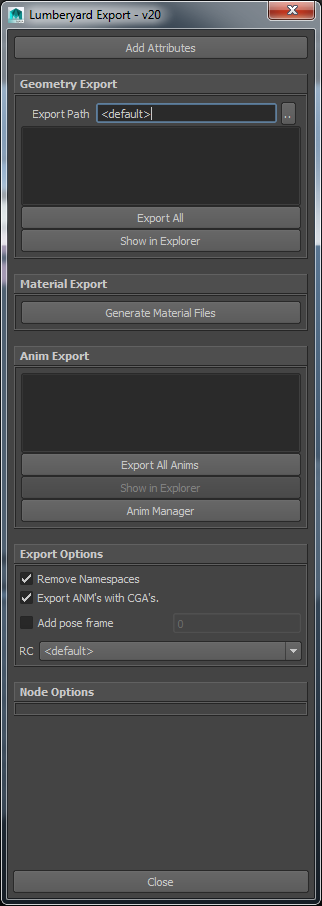 Lumberyard Export - v20
Add Attributes
Geometry Export
Export Path <default> ..
Export All
Show in Explorer
Material Export
Generate Material Files
Anim Export
Export All Anims
Show in Explorer
Anim Manager
Export Options
Remove Namespaces
Export ANM's with CGA's.
Add pose frame 0
RC <default>
Node Options
Close